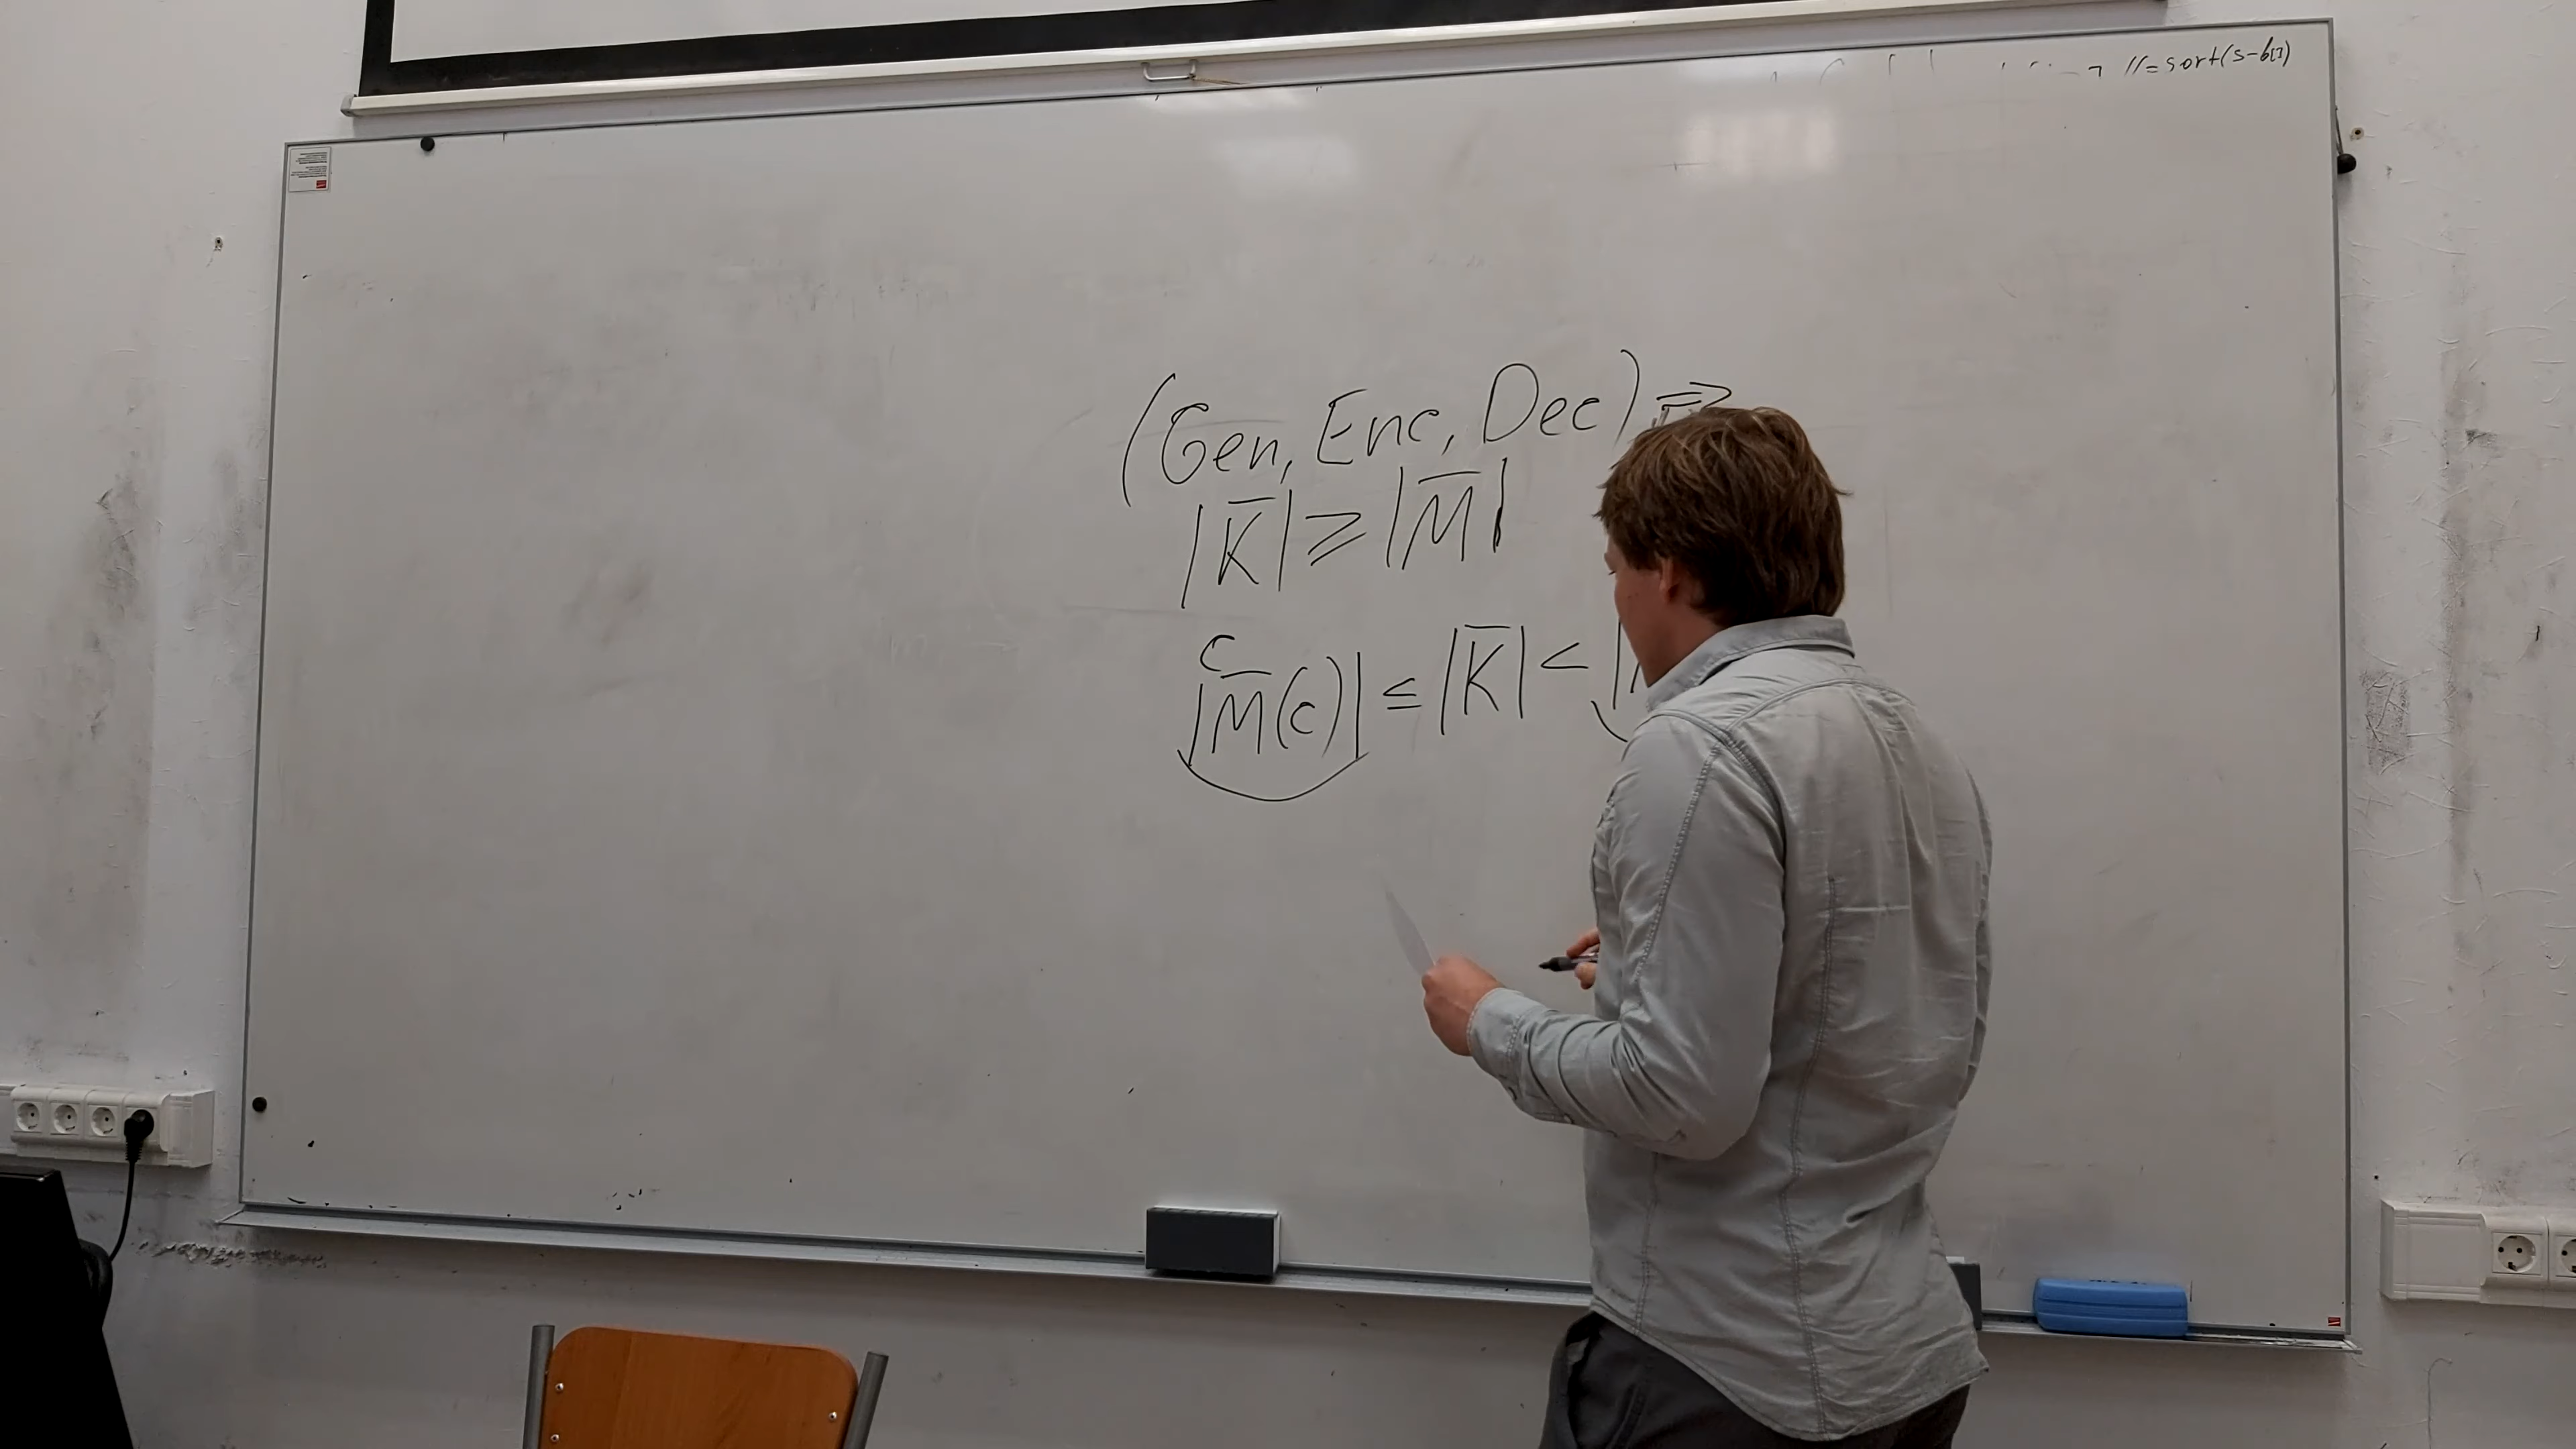 //=sort(s-b[i])
(Gen, Enc, Dec) ⇒
|K̅| ⩾ |M̅|
c
|M̅(c)| ≤ |K̅| < |